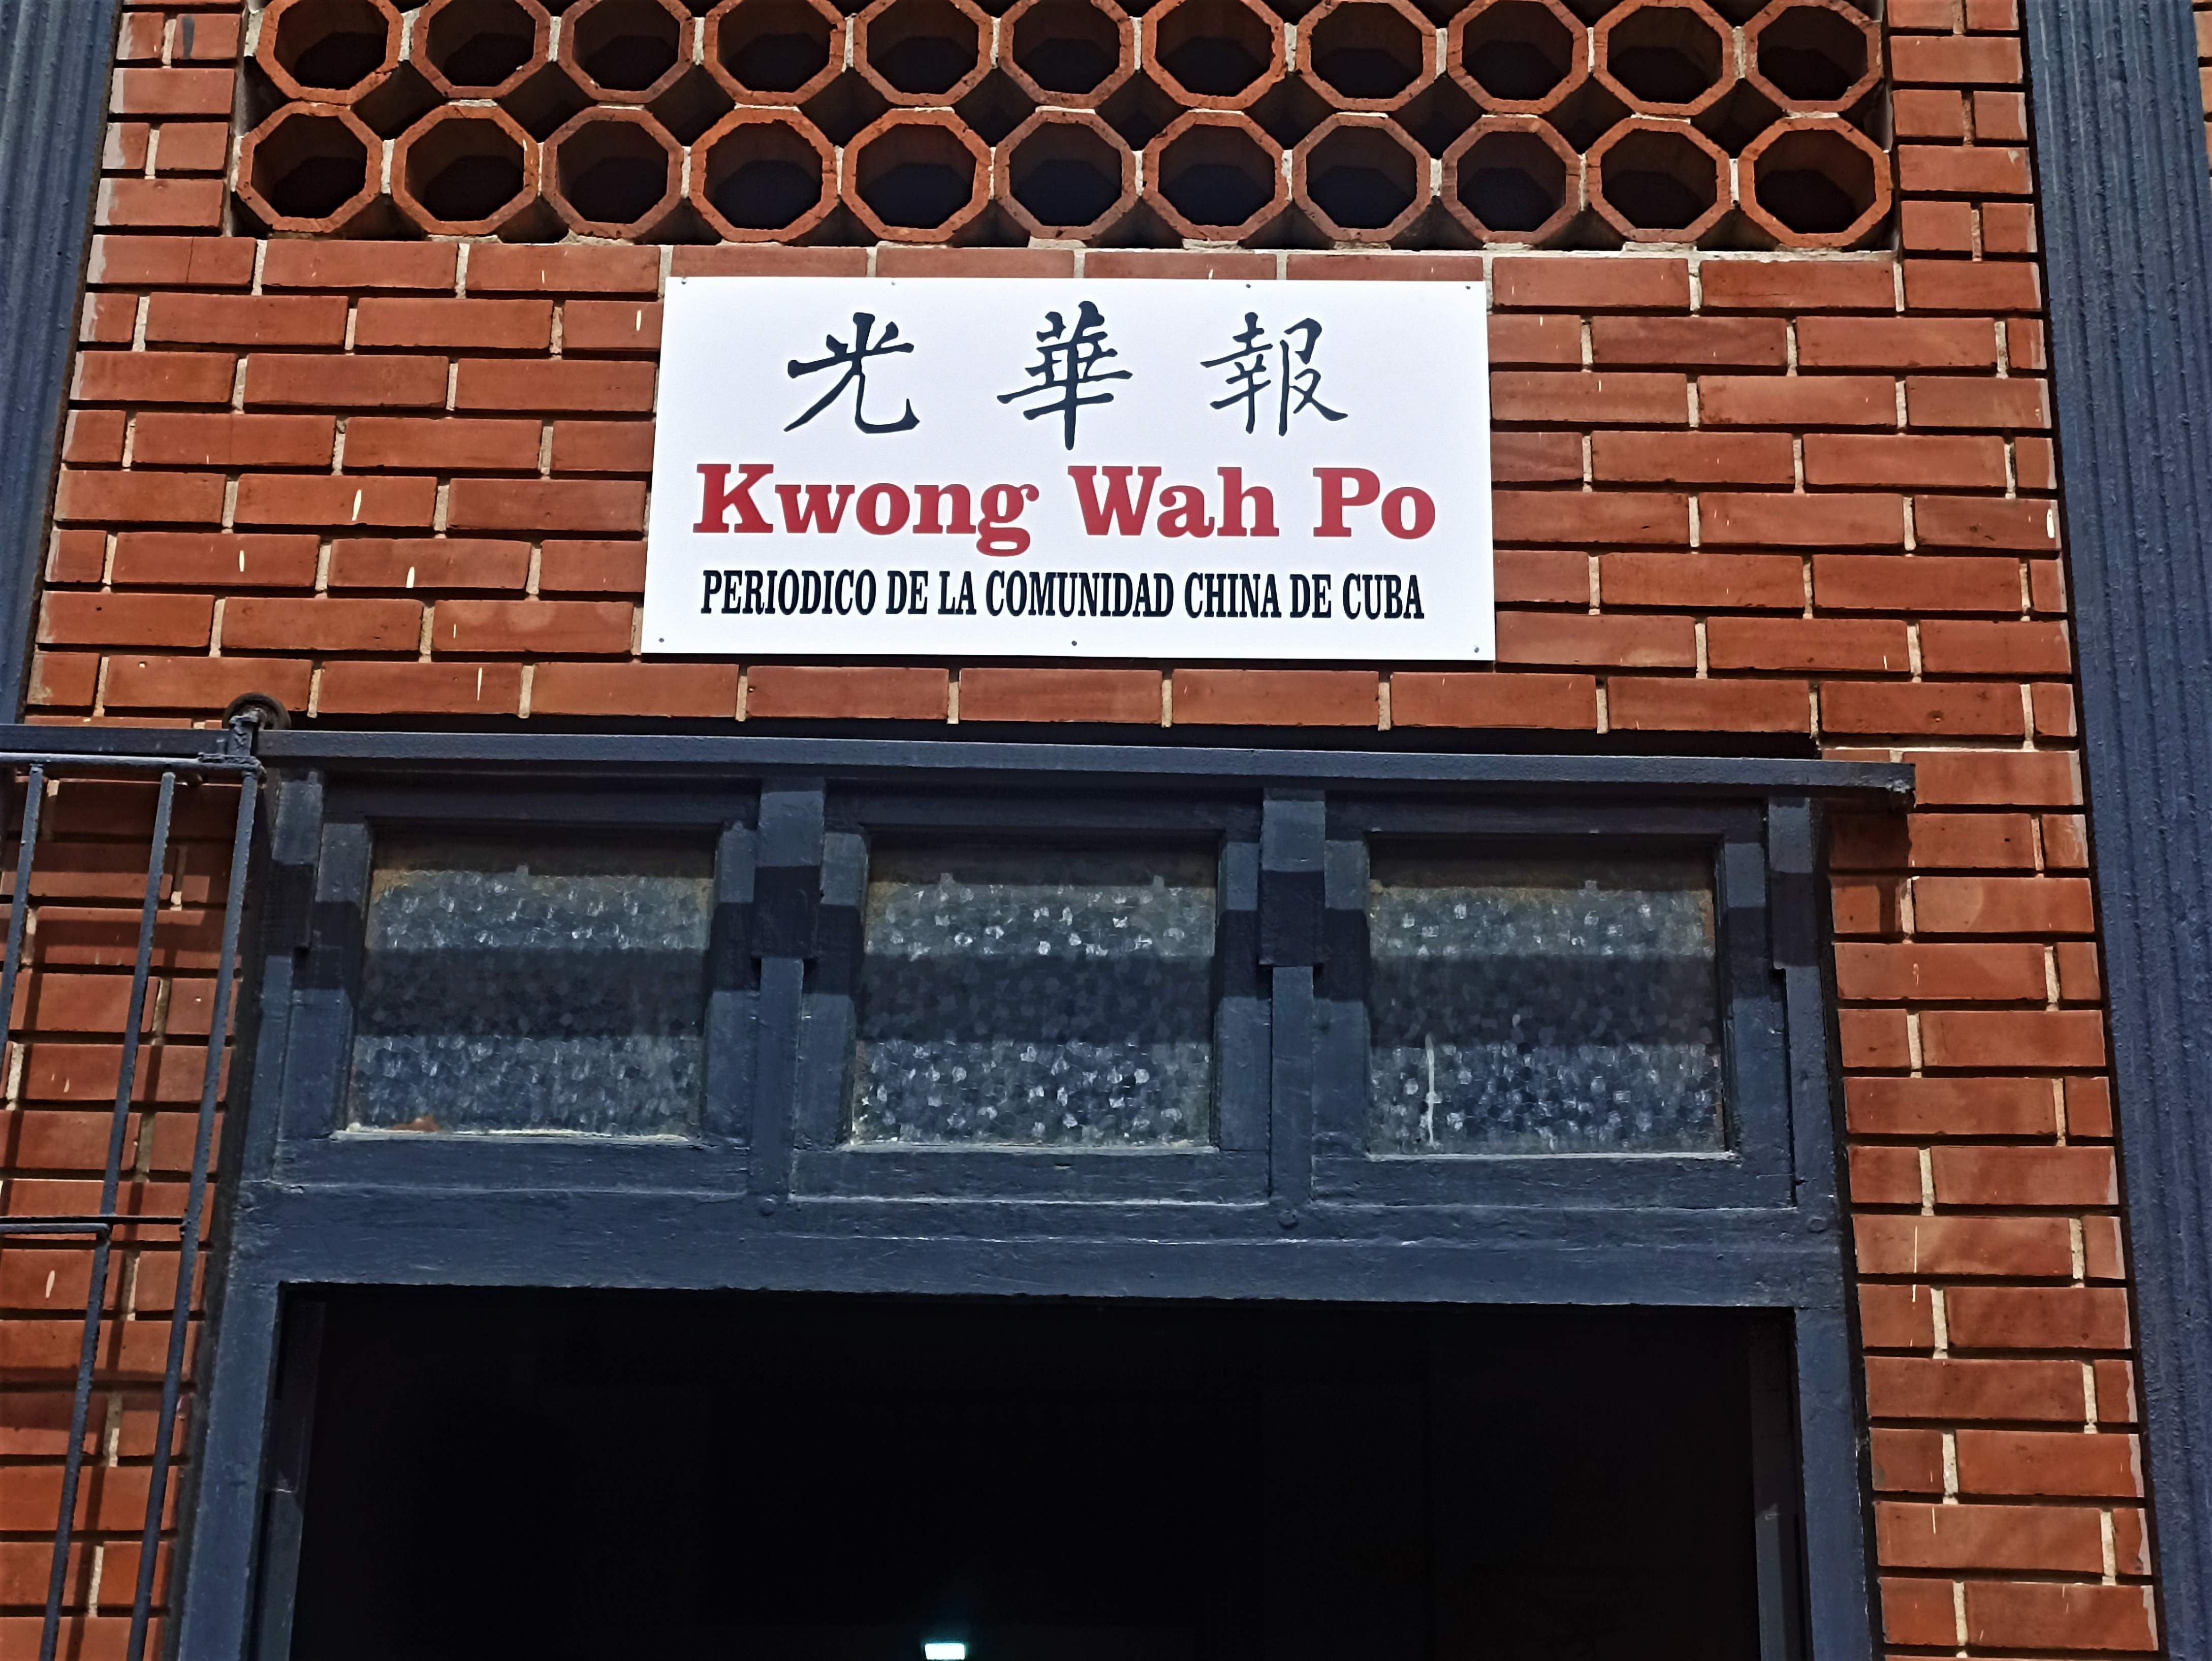 光 華 報
Kwong Wah Po
PERIODICO DE LA COMUNIDAD CHINA DE CUBA